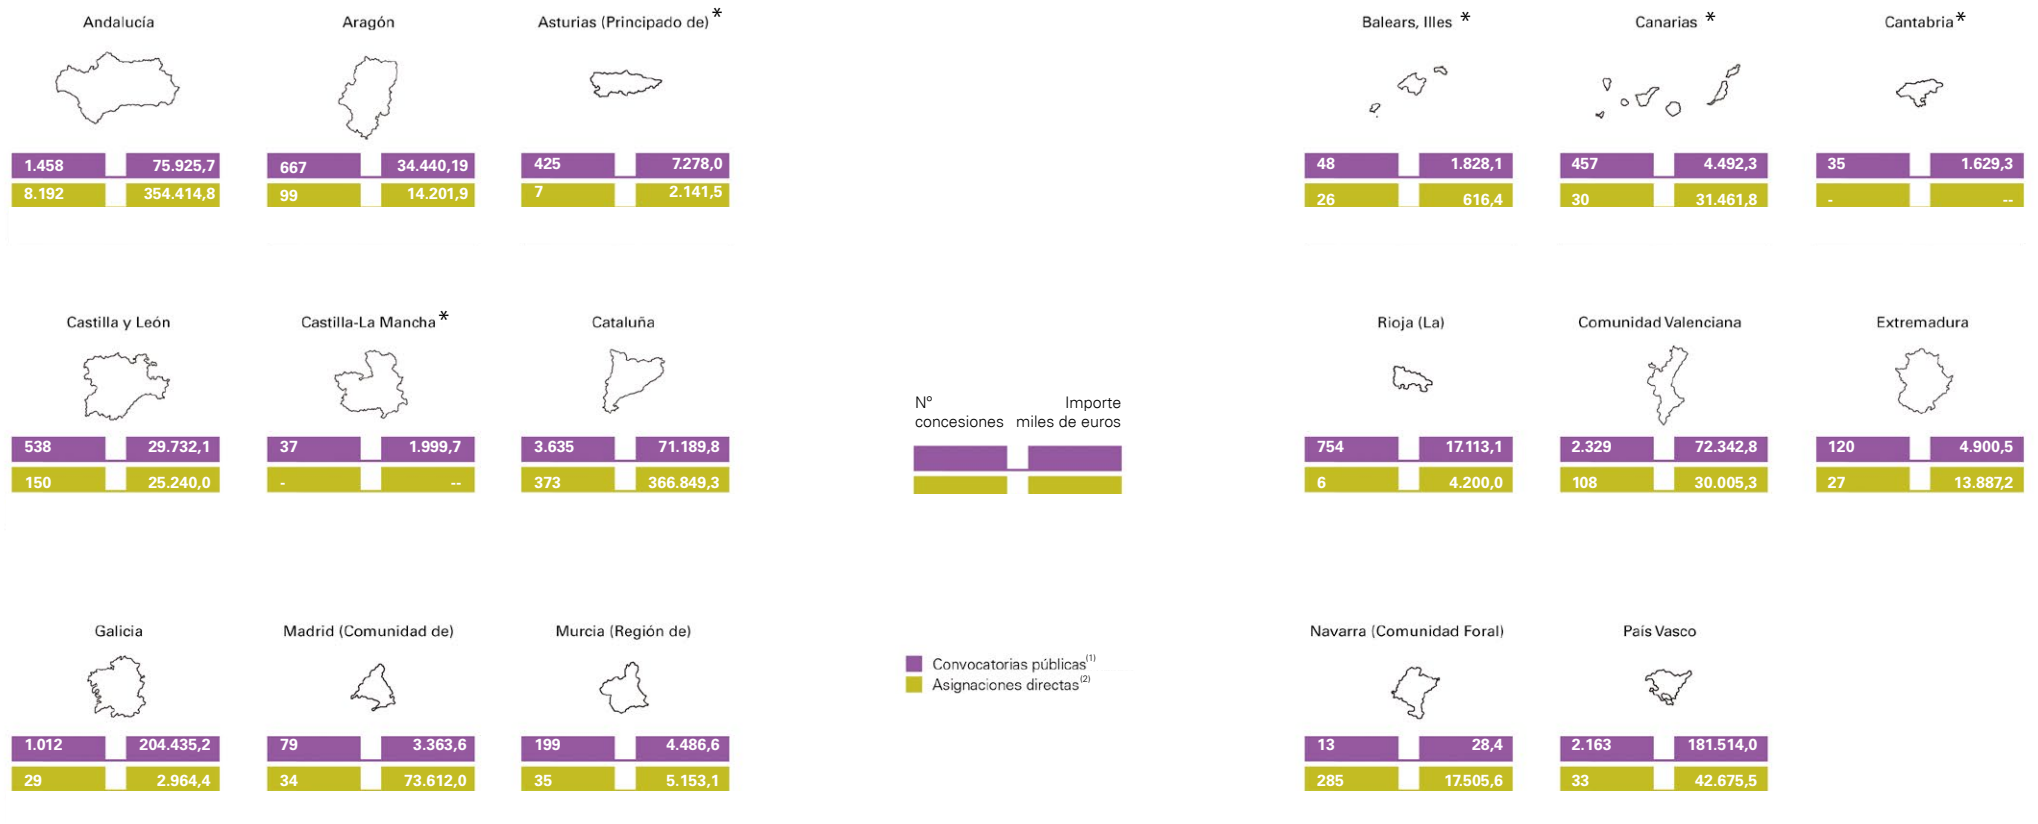 Andalucía
1.458 75.925,7
8.192 354.414,8
Aragón
667 34.440,19
99 14.201,9
Asturias (Principado de) *
425 7.278,0
7 2.141,5
Balears, Illes *
48 1.828,1
26 616,4
Canarias *
457 4.492,3
30 31.461,8
Cantabria *
35 1.629,3
- --
Castilla y León
538 29.732,1
150 25.240,0
Castilla-La Mancha *
37 1.999,7
- --
Cataluña
3.635 71.189,8
373 366.849,3
Nº Importe
concesiones miles de euros
Rioja (La)
754 17.113,1
6 4.200,0
Comunidad Valenciana
2.329 72.342,8
108 30.005,3
Extremadura
120 4.900,5
27 13.887,2
Galicia
1.012 204.435,2
29 2.964,4
Madrid (Comunidad de)
79 3.363,6
34 73.612,0
Murcia (Región de)
199 4.486,6
35 5.153,1
Convocatorias públicas(1)
Asignaciones directas(2)
Navarra (Comunidad Foral)
13 28,4
285 17.505,6
País Vasco
2.163 181.514,0
33 42.675,5